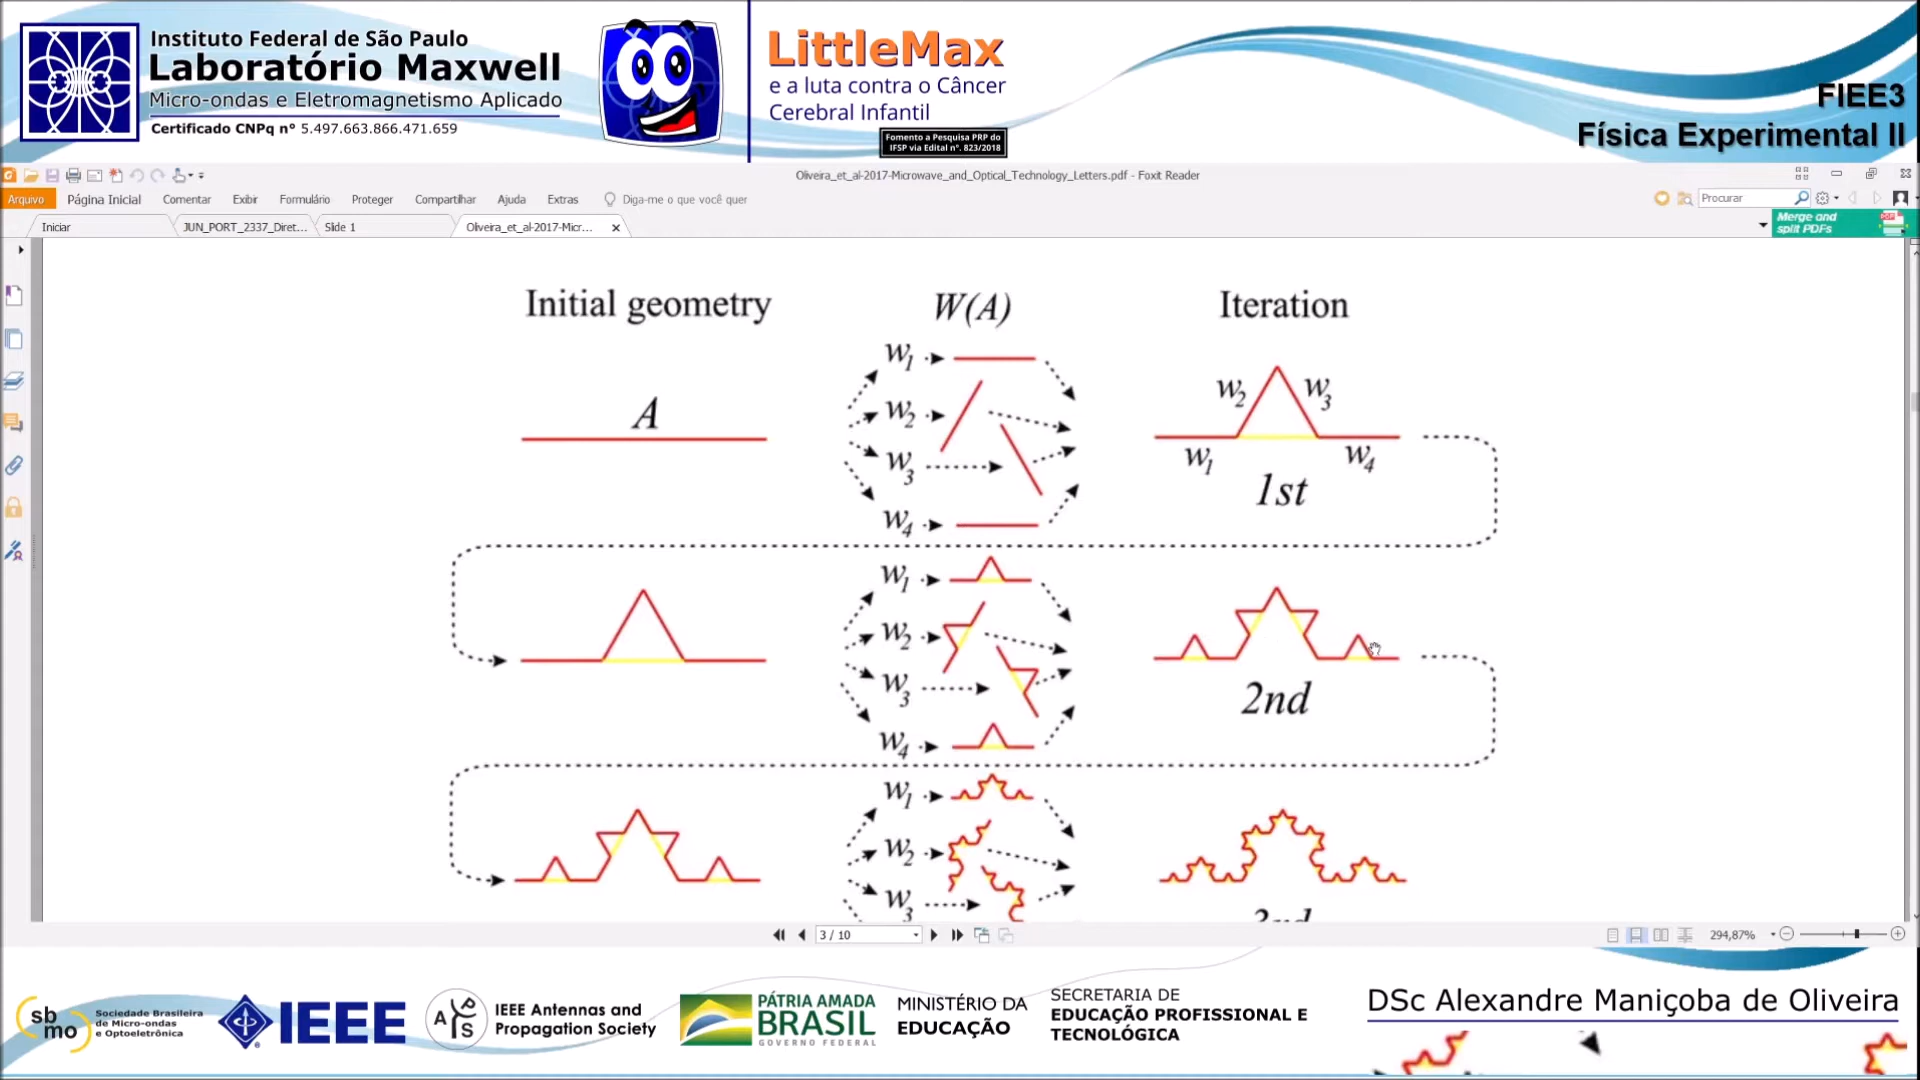 Instituto Federal de São Paulo
Laboratório Maxwell
Micro-ondas e Eletromagnetismo Aplicado
Certificado CNPq n° 5.497.663.866.471.659
LittleMax
e a luta contra o Câncer
Cerebral Infantil
Fomento a Pesquisa PRP do
IFSP via Edital n°. 823/2018
FIEE3
Física Experimental II
Oliveira_et_al-2017-Microwave_and_Optical_Technology_Letters.pdf - Foxit Reader
Arquivo Página Inicial Comentar Exibir Formulário Proteger Compartilhar Ajuda Extras Diga-me o que você quer Procurar
Iniciar JUN_PORT_2337_Diret... Slide 1 Oliveira_et_al-2017-Micr...
Merge and
split PDFs
Initial geometry W(A) Iteration
A
w1
w2
w3
w4
w2 w3
w1 w4
1st
w1
w2
w3
w4
2nd
w1
w2
w3
3 / 10
294,87%
sb
mo
Sociedade Brasileira
de Micro-ondas
e Optoeletrônica
IEEE
IEEE Antennas and
Propagation Society
PÁTRIA AMADA
BRASIL
GOVERNO FEDERAL
MINISTÉRIO DA
EDUCAÇÃO
SECRETARIA DE
EDUCAÇÃO PROFISSIONAL E
TECNOLÓGICA
DSc Alexandre Maniçoba de Oliveira